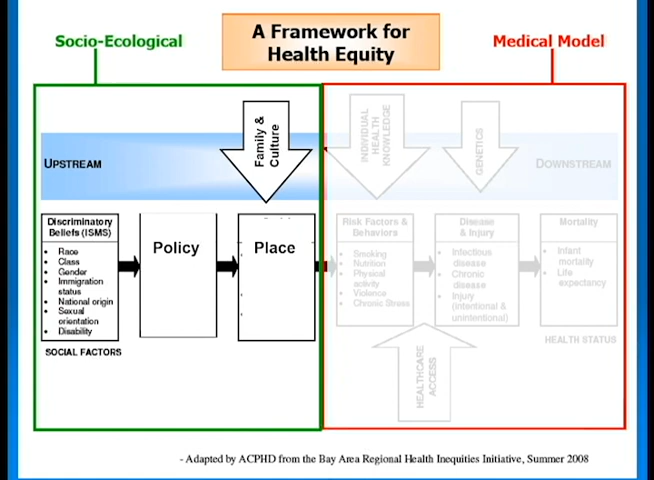 A Framework for
Health Equity
Socio-Ecological
Medical Model
Family &
Culture
INDIVIDUAL
HEALTH
KNOWLEDGE
GENETICS
UPSTREAM
DOWNSTREAM
Discriminatory
Beliefs (ISMS)
• Race
• Class
• Gender
• Immigration
status
• National origin
• Sexual
orientation
• Disability
Policy
Place
Risk Factors &
Behaviors
• Smoking
• Nutrition
• Physical
activity
• Violence
• Chronic Stress
Disease
& Injury
• Infectious
disease
• Chronic
disease
• Injury
(intentional &
unintentional)
Mortality
• Infant
mortality
• Life
expectancy
SOCIAL FACTORS
HEALTH STATUS
HEALTHCARE
ACCESS
- Adapted by ACPHD from the Bay Area Regional Health Inequities Initiative, Summer 2008